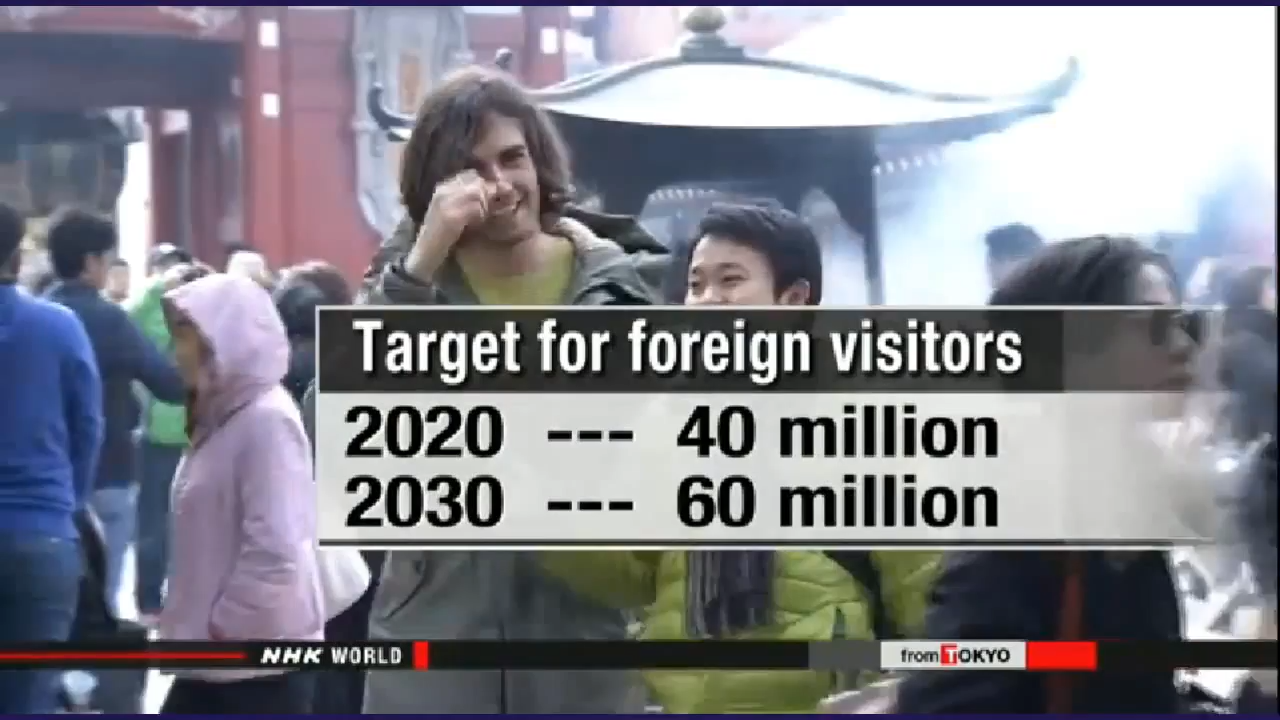 Target for foreign visitors
2020 --- 40 million
2030 --- 60 million
NHK WORLD
from TOKYO